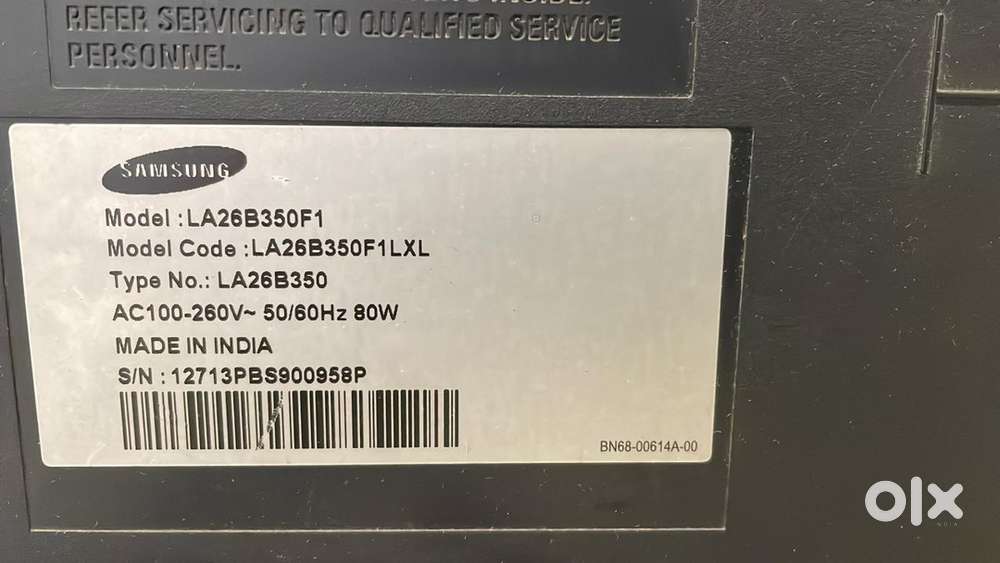 REFER SERVICING TO QUALIFIED SERVICE
PERSONNEL.
SAMSUNG
Model :LA26B350F1
Model Code :LA26B350F1LXL
Type No.: LA26B350
AC100-260V~ 50/60Hz 80W
MADE IN INDIA
S/N : 12713PBS900958P
BN68-00614A-00
olx
INDIA